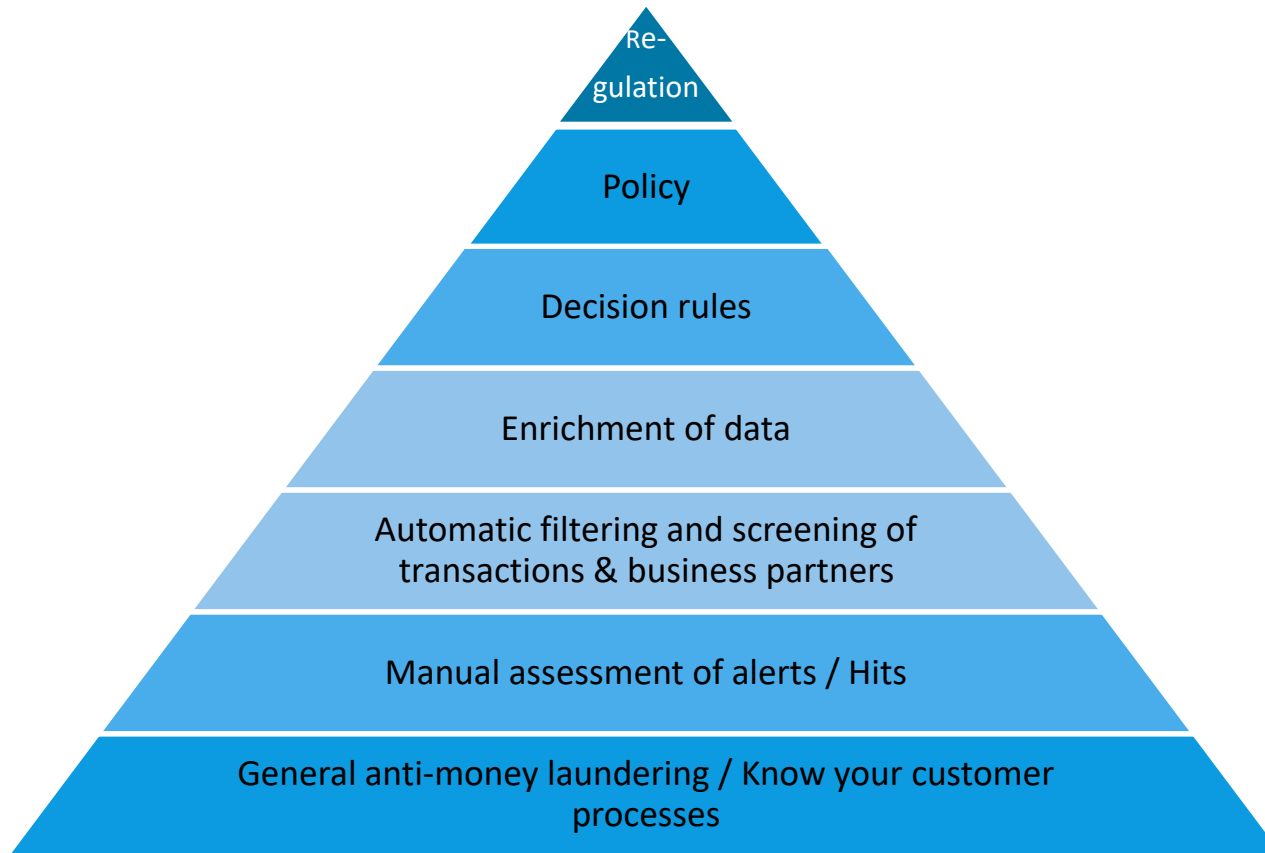 Re-
gulation
Policy
Decision rules
Enrichment of data
Automatic filtering and screening of
transactions & business partners
Manual assessment of alerts / Hits
General anti-money laundering / Know your customer
processes